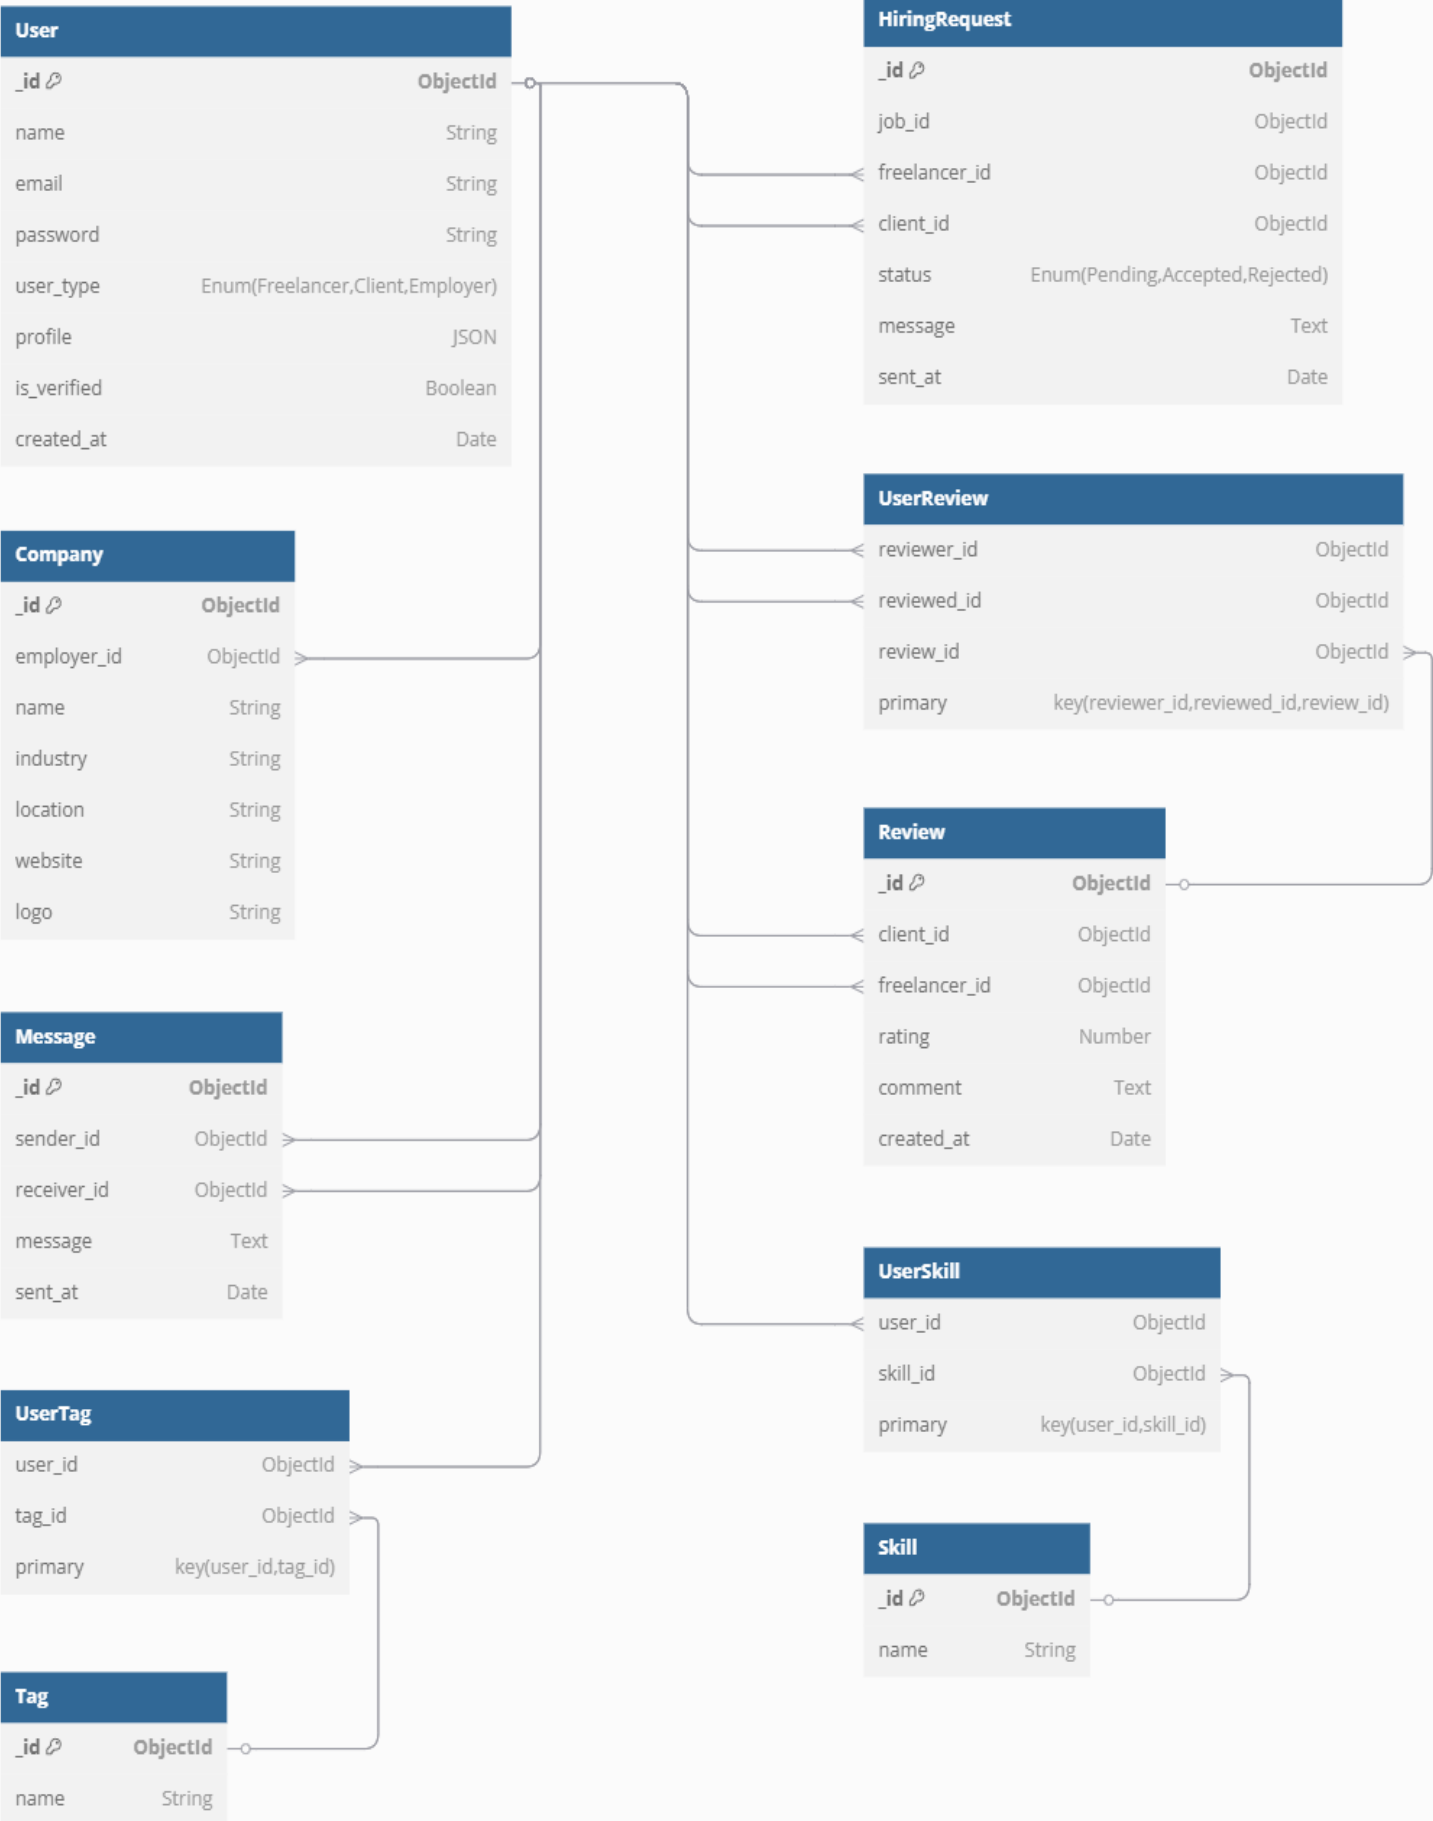 User
_id ObjectId
name String
email String
password String
user_type Enum(Freelancer,Client,Employer)
profile JSON
is_verified Boolean
created_at Date
Company
_id ObjectId
employer_id ObjectId
name String
industry String
location String
website String
logo String
Message
_id ObjectId
sender_id ObjectId
receiver_id ObjectId
message Text
sent_at Date
UserTag
user_id ObjectId
tag_id ObjectId
primary key(user_id,tag_id)
Tag
_id ObjectId
name String
HiringRequest
_id ObjectId
job_id ObjectId
freelancer_id ObjectId
client_id ObjectId
status Enum(Pending,Accepted,Rejected)
message Text
sent_at Date
UserReview
reviewer_id ObjectId
reviewed_id ObjectId
review_id ObjectId
primary key(reviewer_id,reviewed_id,review_id)
Review
_id ObjectId
client_id ObjectId
freelancer_id ObjectId
rating Number
comment Text
created_at Date
UserSkill
user_id ObjectId
skill_id ObjectId
primary key(user_id,skill_id)
Skill
_id ObjectId
name String